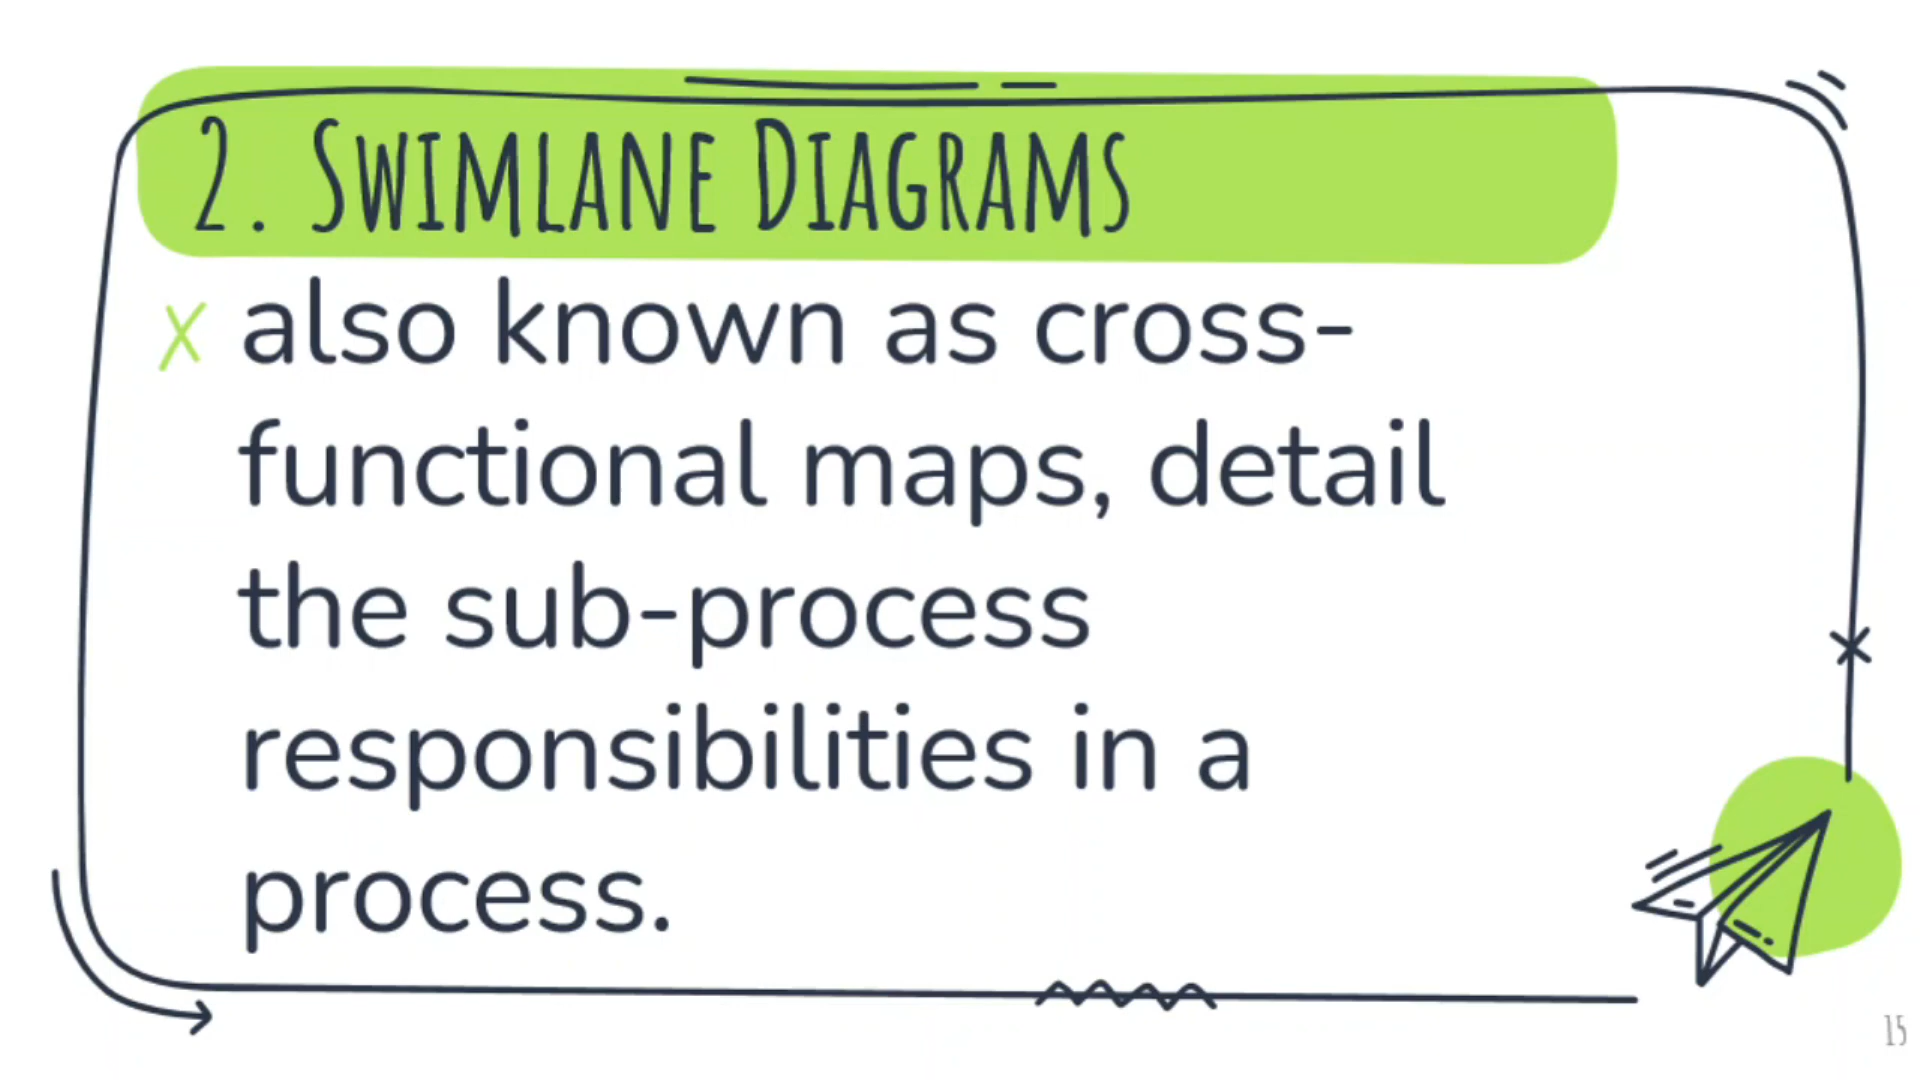 2. Swimlane Diagrams
x also known as cross-
functional maps, detail
the sub-process
responsibilities in a
process.
15